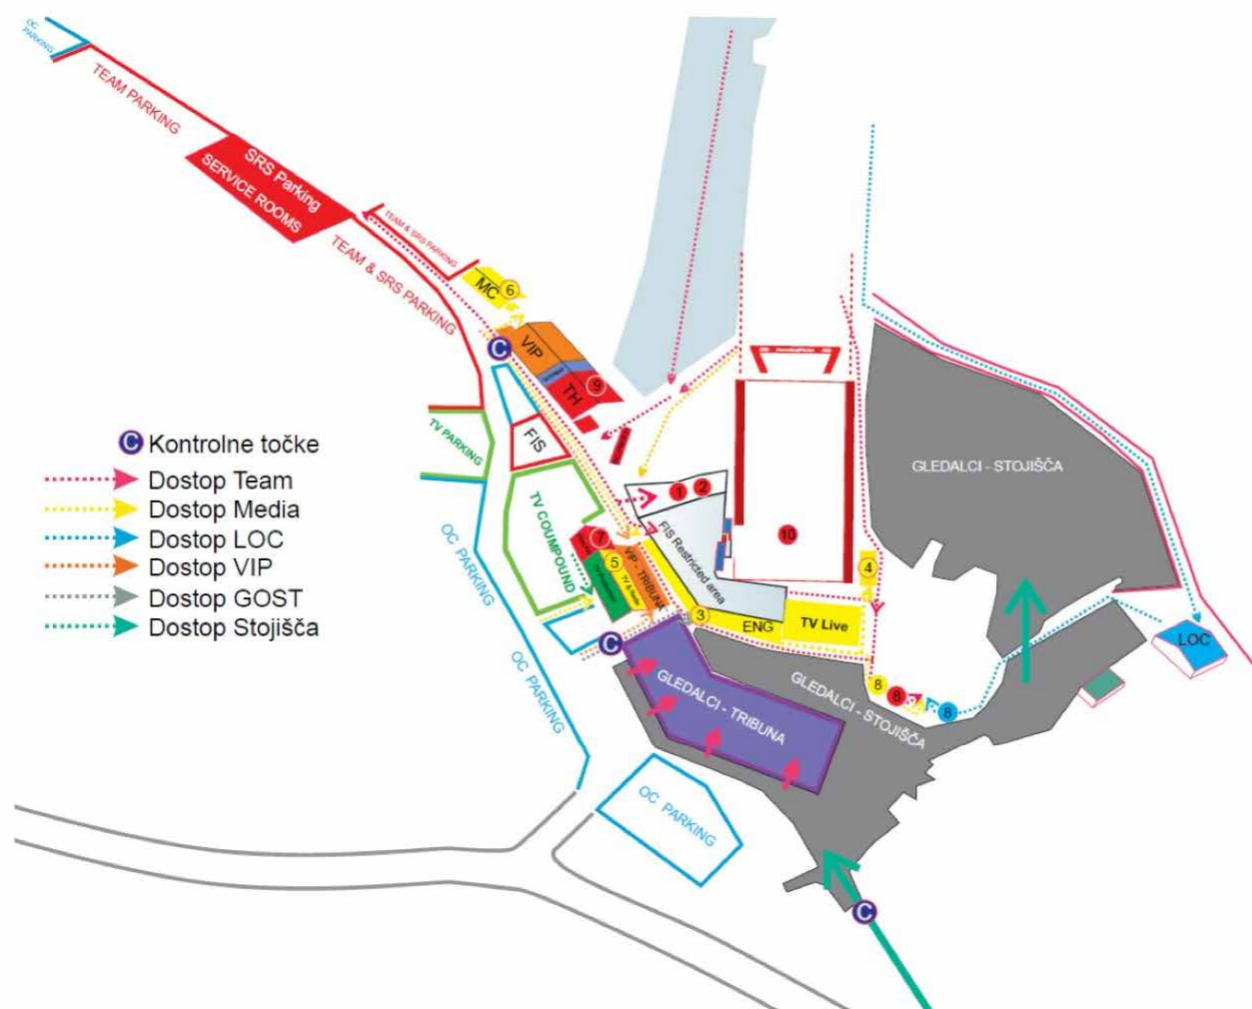 OC
PARKING
TEAM PARKING
SRS Parking
SERVICE ROOMS
TEAM & SRS PARKING
TEAM & SRS PARKING
MC
6
VIP
C
TH
9
FIS
TV PARKING
GLEDALCI - STOJIŠČA
C Kontrolne točke
Dostop Team
Dostop Media
Dostop LOC
Dostop VIP
Dostop GOST
Dostop Stojišča
1
2
10
FIS Restricted area
TV COUMPOUND
OC PARKING
7
5
VIP - TRIBUNA
4
3
ENG
TV Live
C
LOC
OC PARKING
GLEDALCI - TRIBUNA
GLEDALCI - STOJIŠČA
8
8
8
OC PARKING
C